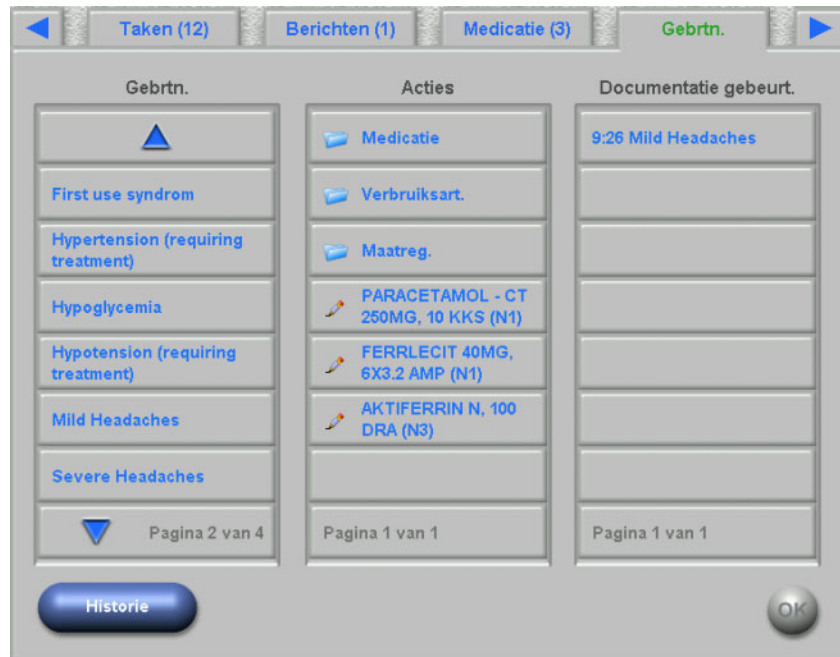 Taken (12)
Berichten (1)
Medicatie (3)
Gebrtn.
Gebrtn.
First use syndrom
Hypertension (requiring
treatment)
Hypoglycemia
Hypotension (requiring
treatment)
Mild Headaches
Severe Headaches
Pagina 2 van 4
Acties
Medicatie
Verbruiksart.
Maatreg.
PARACETAMOL - CT
250MG, 10 KKS (N1)
FERRLECIT 40MG,
6X3.2 AMP (N1)
AKTIFERRIN N, 100
DRA (N3)
Pagina 1 van 1
Documentatie gebeurt.
9:26 Mild Headaches
Pagina 1 van 1
Historie
OK